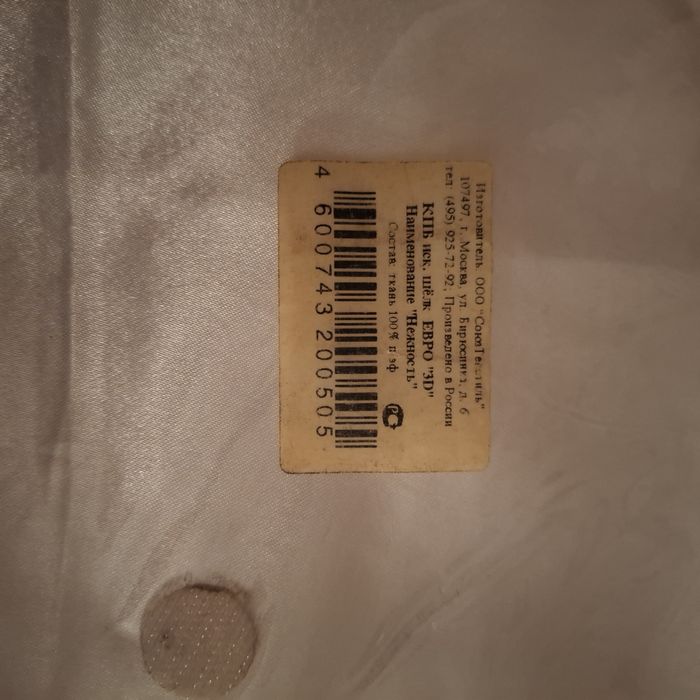 Изготовитель ООО "СоюзТекстиль"
107497, г. Москва, ул. Бирюсинка, д. 6
тел: (495) 925-72-92; Произведено в России
КПБ иск. шёлк ЕВРО "3D"
Наименование "Нежность"
Состав: ткань 100% п/эф
РС
4 600743 200505